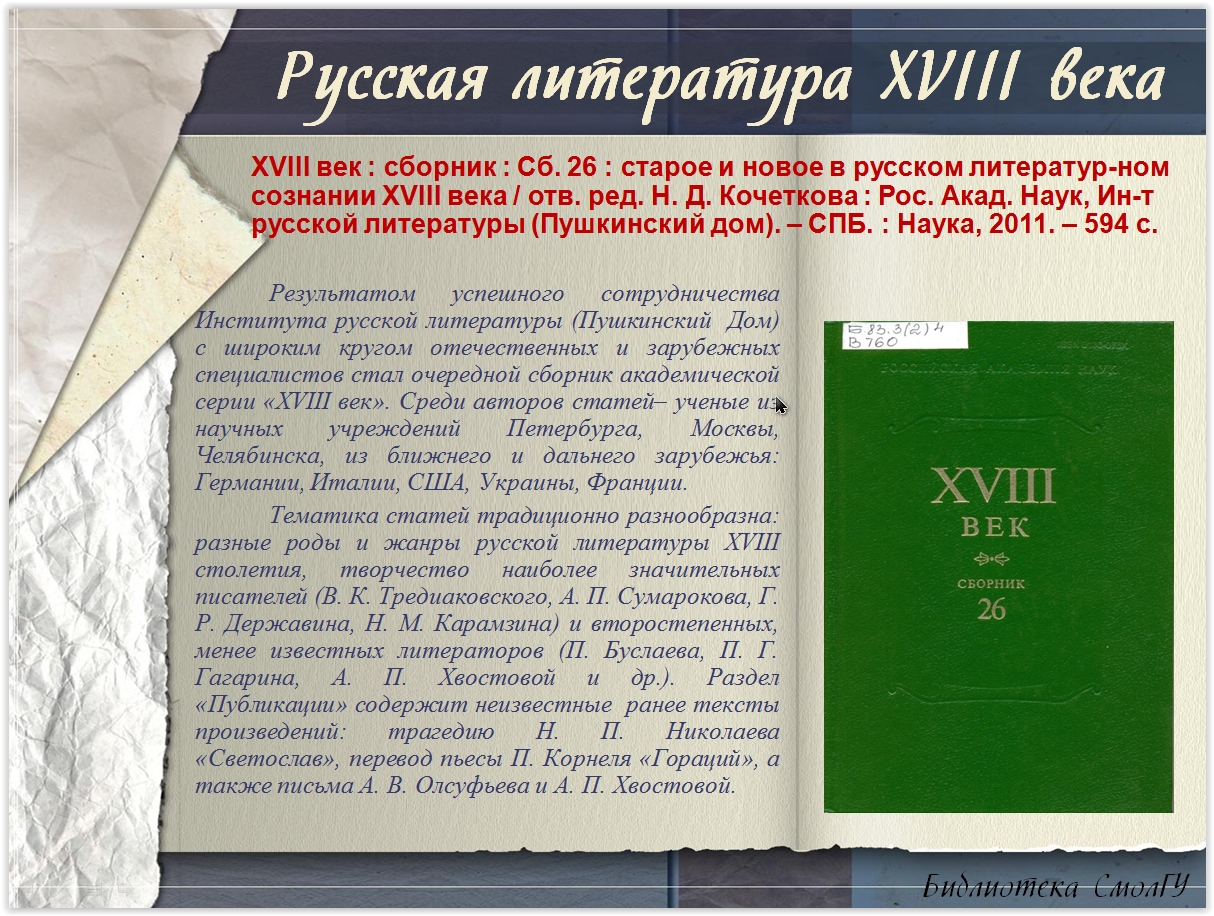 Русская литература XVIII века
XVIII век : сборник : Сб. 26 : старое и новое в русском литератур-ном
сознании XVIII века / отв. ред. Н. Д. Кочеткова : Рос. Акад. Наук, Ин-т
русской литературы (Пушкинский дом). – СПБ. : Наука, 2011. – 594 с.
Результатом успешного сотрудничества
Института русской литературы (Пушкинский Дом)
с широким кругом отечественных и зарубежных
специалистов стал очередной сборник академической
серии «XVIII век». Среди авторов статей– ученые из
научных учреждений Петербурга, Москвы,
Челябинска, из ближнего и дальнего зарубежья:
Германии, Италии, США, Украины, Франции.
Тематика статей традиционно разнообразна:
разные роды и жанры русской литературы XVIII
столетия, творчество наиболее значительных
писателей (В. К. Тредиаковского, А. П. Сумарокова, Г.
Р. Державина, Н. М. Карамзина) и второстепенных,
менее известных литераторов (П. Буслаева, П. Г.
Гагарина, А. П. Хвостовой и др.). Раздел
«Публикации» содержит неизвестные ранее тексты
произведений: трагедию Н. П. Николаева
«Светослав», перевод пьесы П. Корнеля «Гораций», а
также письма А. В. Олсуфьева и А. П. Хвостовой.
Б 83.3(2)4
В 760
РОССИЙСКАЯ АКАДЕМИЯ НАУК
XVIII
ВЕК
СБОРНИК
26
Библиотека СмолГУ